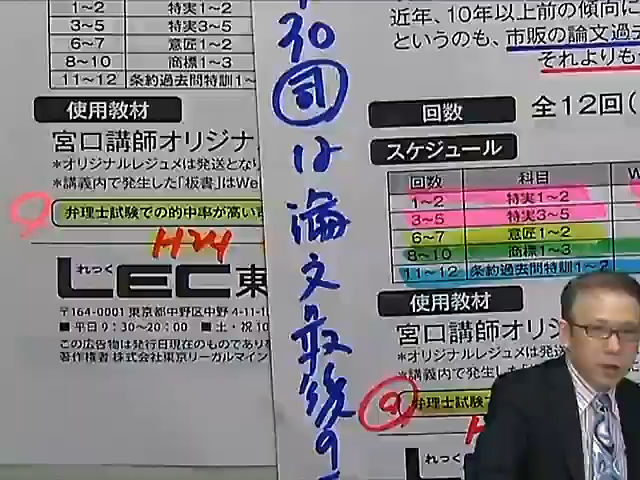 1~2 特実1~2
3~5 特実3~5
6~7 意匠1~2
8~10 商標1~2
11~12 条約過去問特訓1~
使用教材
宮口講師オリジナ
*オリジナルレジュメは発送とな
*講義内で発生した「板書」はWe
弁理士試験での的中率が高い
H24
れっく
LEC東
〒164-0001 東京都中野区中野 4-11-1
■平日9:30~20:00 ■土・祝10
この広告物は発行日現在のものであり
著作権者 株式会社東京リーガルマイン
30
は
論
文
の
最
後
の
近年、10年以上前の傾向に
というのも、市販の論文過去
それよりも
回数 全12回(
スケジュール
回数 科目 W
1~2 特実1~2
3~5 特実3~5
6~7 意匠1~2
8~10 商標1~3
11~12 条約過去問特訓1~2
使用教材
宮口講師オリジ
*オリジナルレジュメは発送
*講義内で発生した
弁理士試験で
H
れっく
L